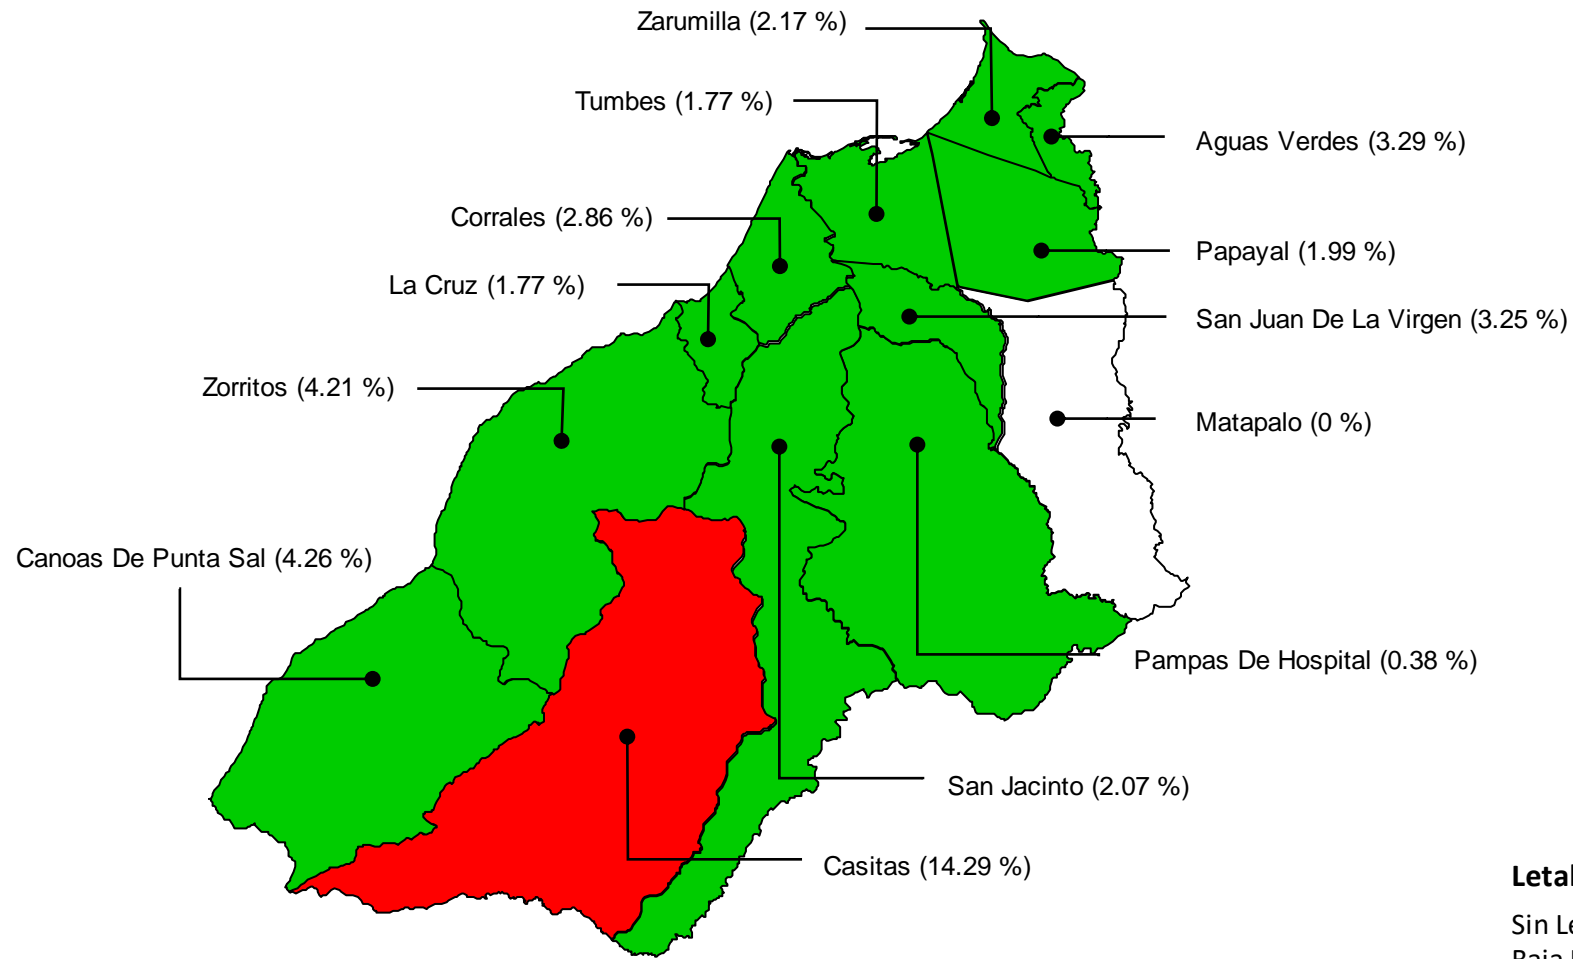 Zarumilla (2.17 %)
Tumbes (1.77 %)
Aguas Verdes (3.29 %)
Corrales (2.86 %)
Papayal (1.99 %)
La Cruz (1.77 %)
San Juan De La Virgen (3.25 %)
Zorritos (4.21 %)
Matapalo (0 %)
Canoas De Punta Sal (4.26 %)
Pampas De Hospital (0.38 %)
San Jacinto (2.07 %)
Casitas (14.29 %)
Sin